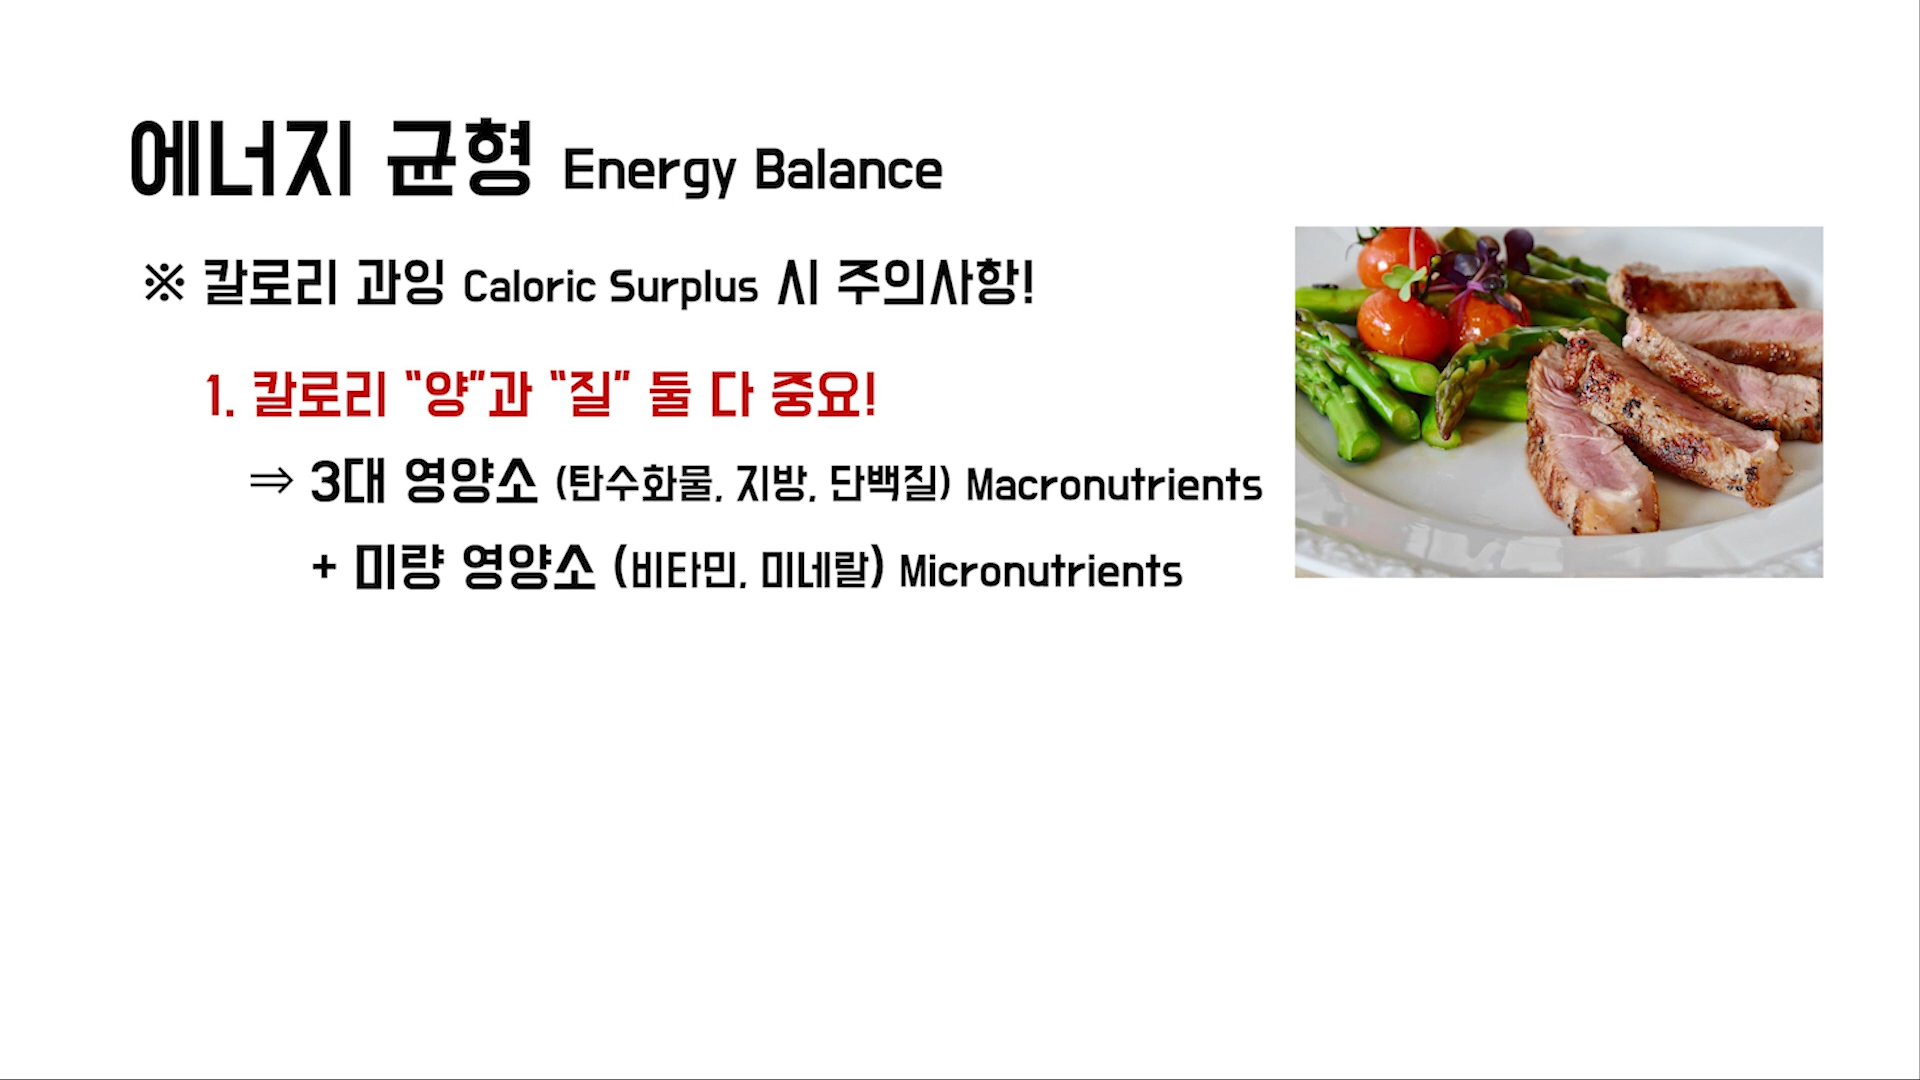 에너지 균형 Energy Balance
※ 칼로리 과잉 Caloric Surplus 시 주의사항!
1. 칼로리 “양”과 “질” 둘 다 중요!
⇒ 3대 영양소 (탄수화물, 지방, 단백질) Macronutrients
+ 미량 영양소 (비타민, 미네랄) Micronutrients